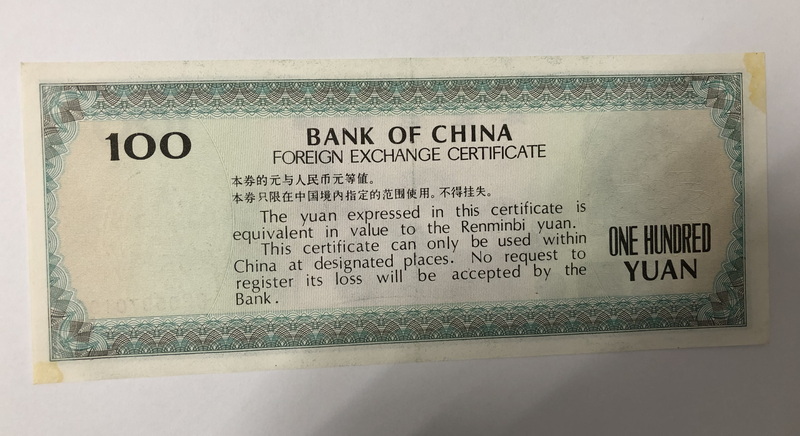 100
BANK OF CHINA
FOREIGN EXCHANGE CERTIFICATE
本券的元与人民币元等值。
本券只限在中国境内指定的范围使用。不得挂失。
The yuan expressed in this certificate is
equivalent in value to the Renminbi yuan.
This certificate can only be used within
China at designated places. No request to
register its loss will be accepted by the
Bank.
ONE HUNDRED
YUAN